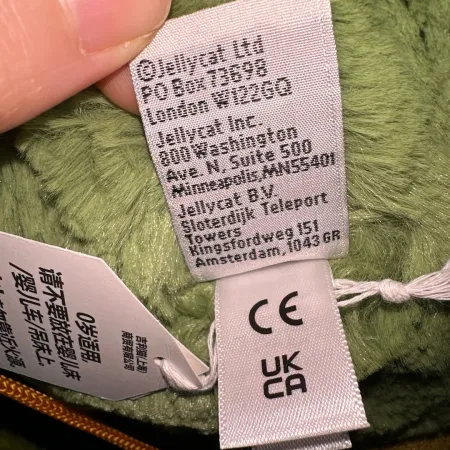 ©Jellycat Ltd
PO Box 73698
London W122GQ
Jellycat Inc.
800 Washington
Ave. N, Suite 500
Minneapolis, MN55401
Jellycat B.V.
Sloterdijk Teleport
Towers
Kingsfordweg 151
Amsterdam, 1043 GR
CE
UK
CA
0岁适用
请不要放在婴儿床
/婴儿车/吊床上